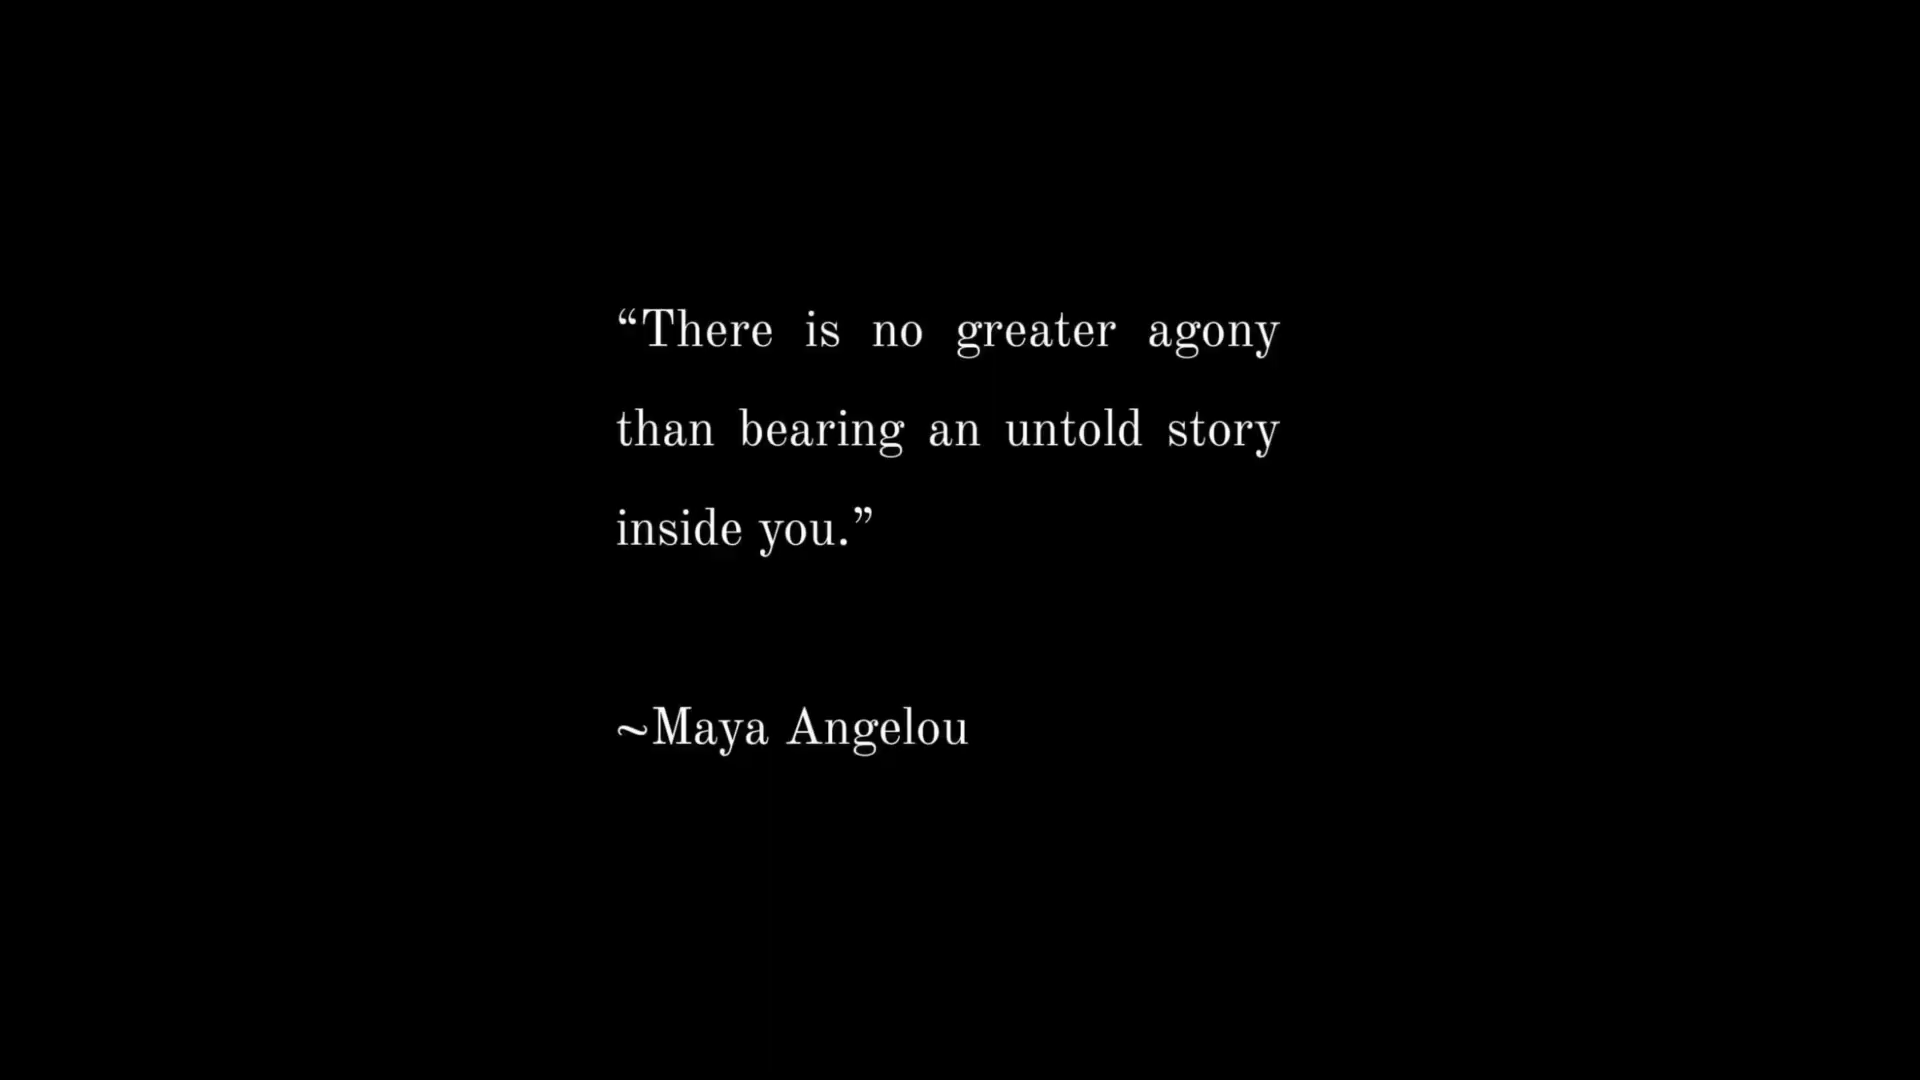 “There is no greater agony
than bearing an untold story
inside you.”
~Maya Angelou